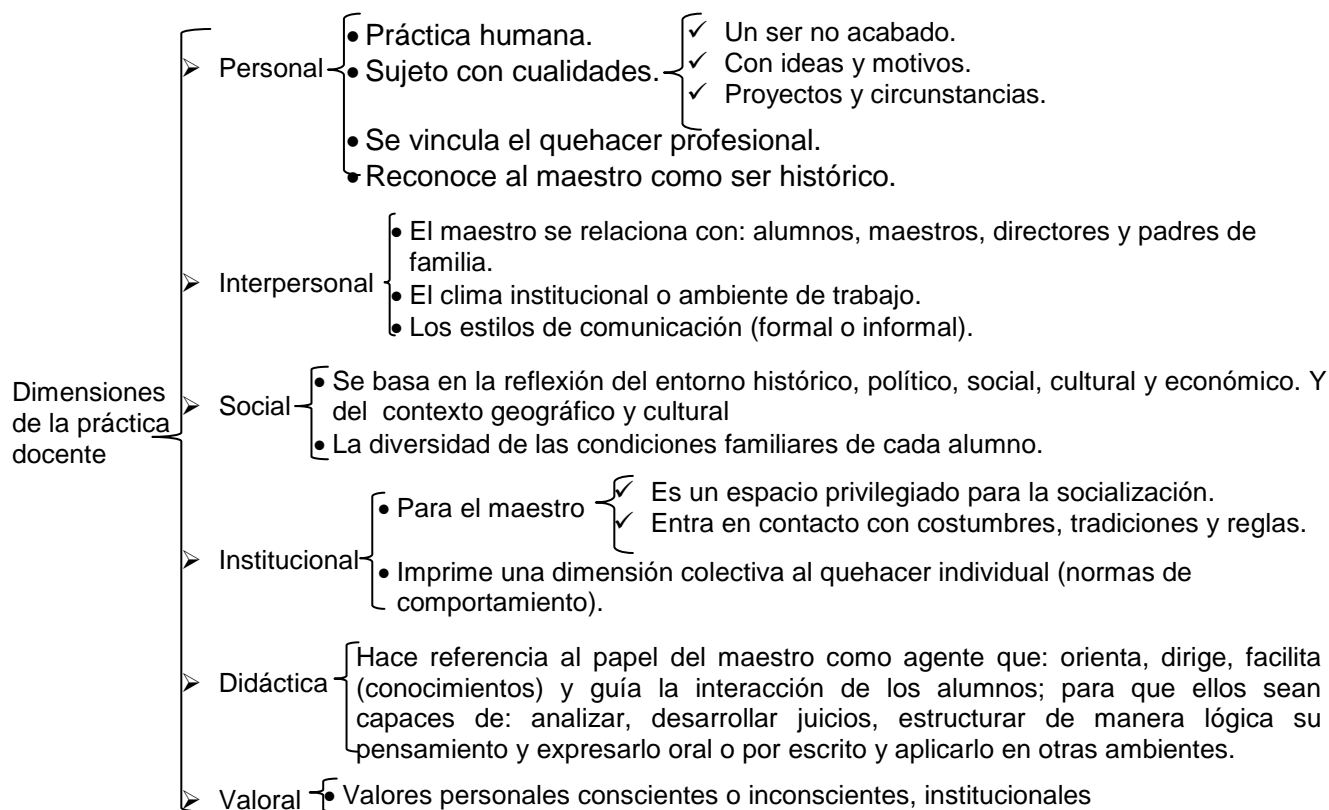 Dimensiones
de la práctica
docente
➢ Personal
• Práctica humana.
• Sujeto con cualidades.
✓ Un ser no acabado.
✓ Con ideas y motivos.
✓ Proyectos y circunstancias.
• Se vincula el quehacer profesional.
• Reconoce al maestro como ser histórico.
➢ Interpersonal
• El maestro se relaciona con: alumnos, maestros, directores y padres de
familia.
• El clima institucional o ambiente de trabajo.
• Los estilos de comunicación (formal o informal).
➢ Social
• Se basa en la reflexión del entorno histórico, político, social, cultural y económico. Y
del contexto geográfico y cultural
• La diversidad de las condiciones familiares de cada alumno.
➢ Institucional
• Para el maestro
✓ Es un espacio privilegiado para la socialización.
✓ Entra en contacto con costumbres, tradiciones y reglas.
• Imprime una dimensión colectiva al quehacer individual (normas de
comportamiento).
➢ Didáctica
Hace referencia al papel del maestro como agente que: orienta, dirige, facilita
(conocimientos) y guía la interacción de los alumnos; para que ellos sean
capaces de: analizar, desarrollar juicios, estructurar de manera lógica su
pensamiento y expresarlo oral o por escrito y aplicarlo en otras ambientes.
➢ Valoral
• Valores personales conscientes o inconscientes, institucionales